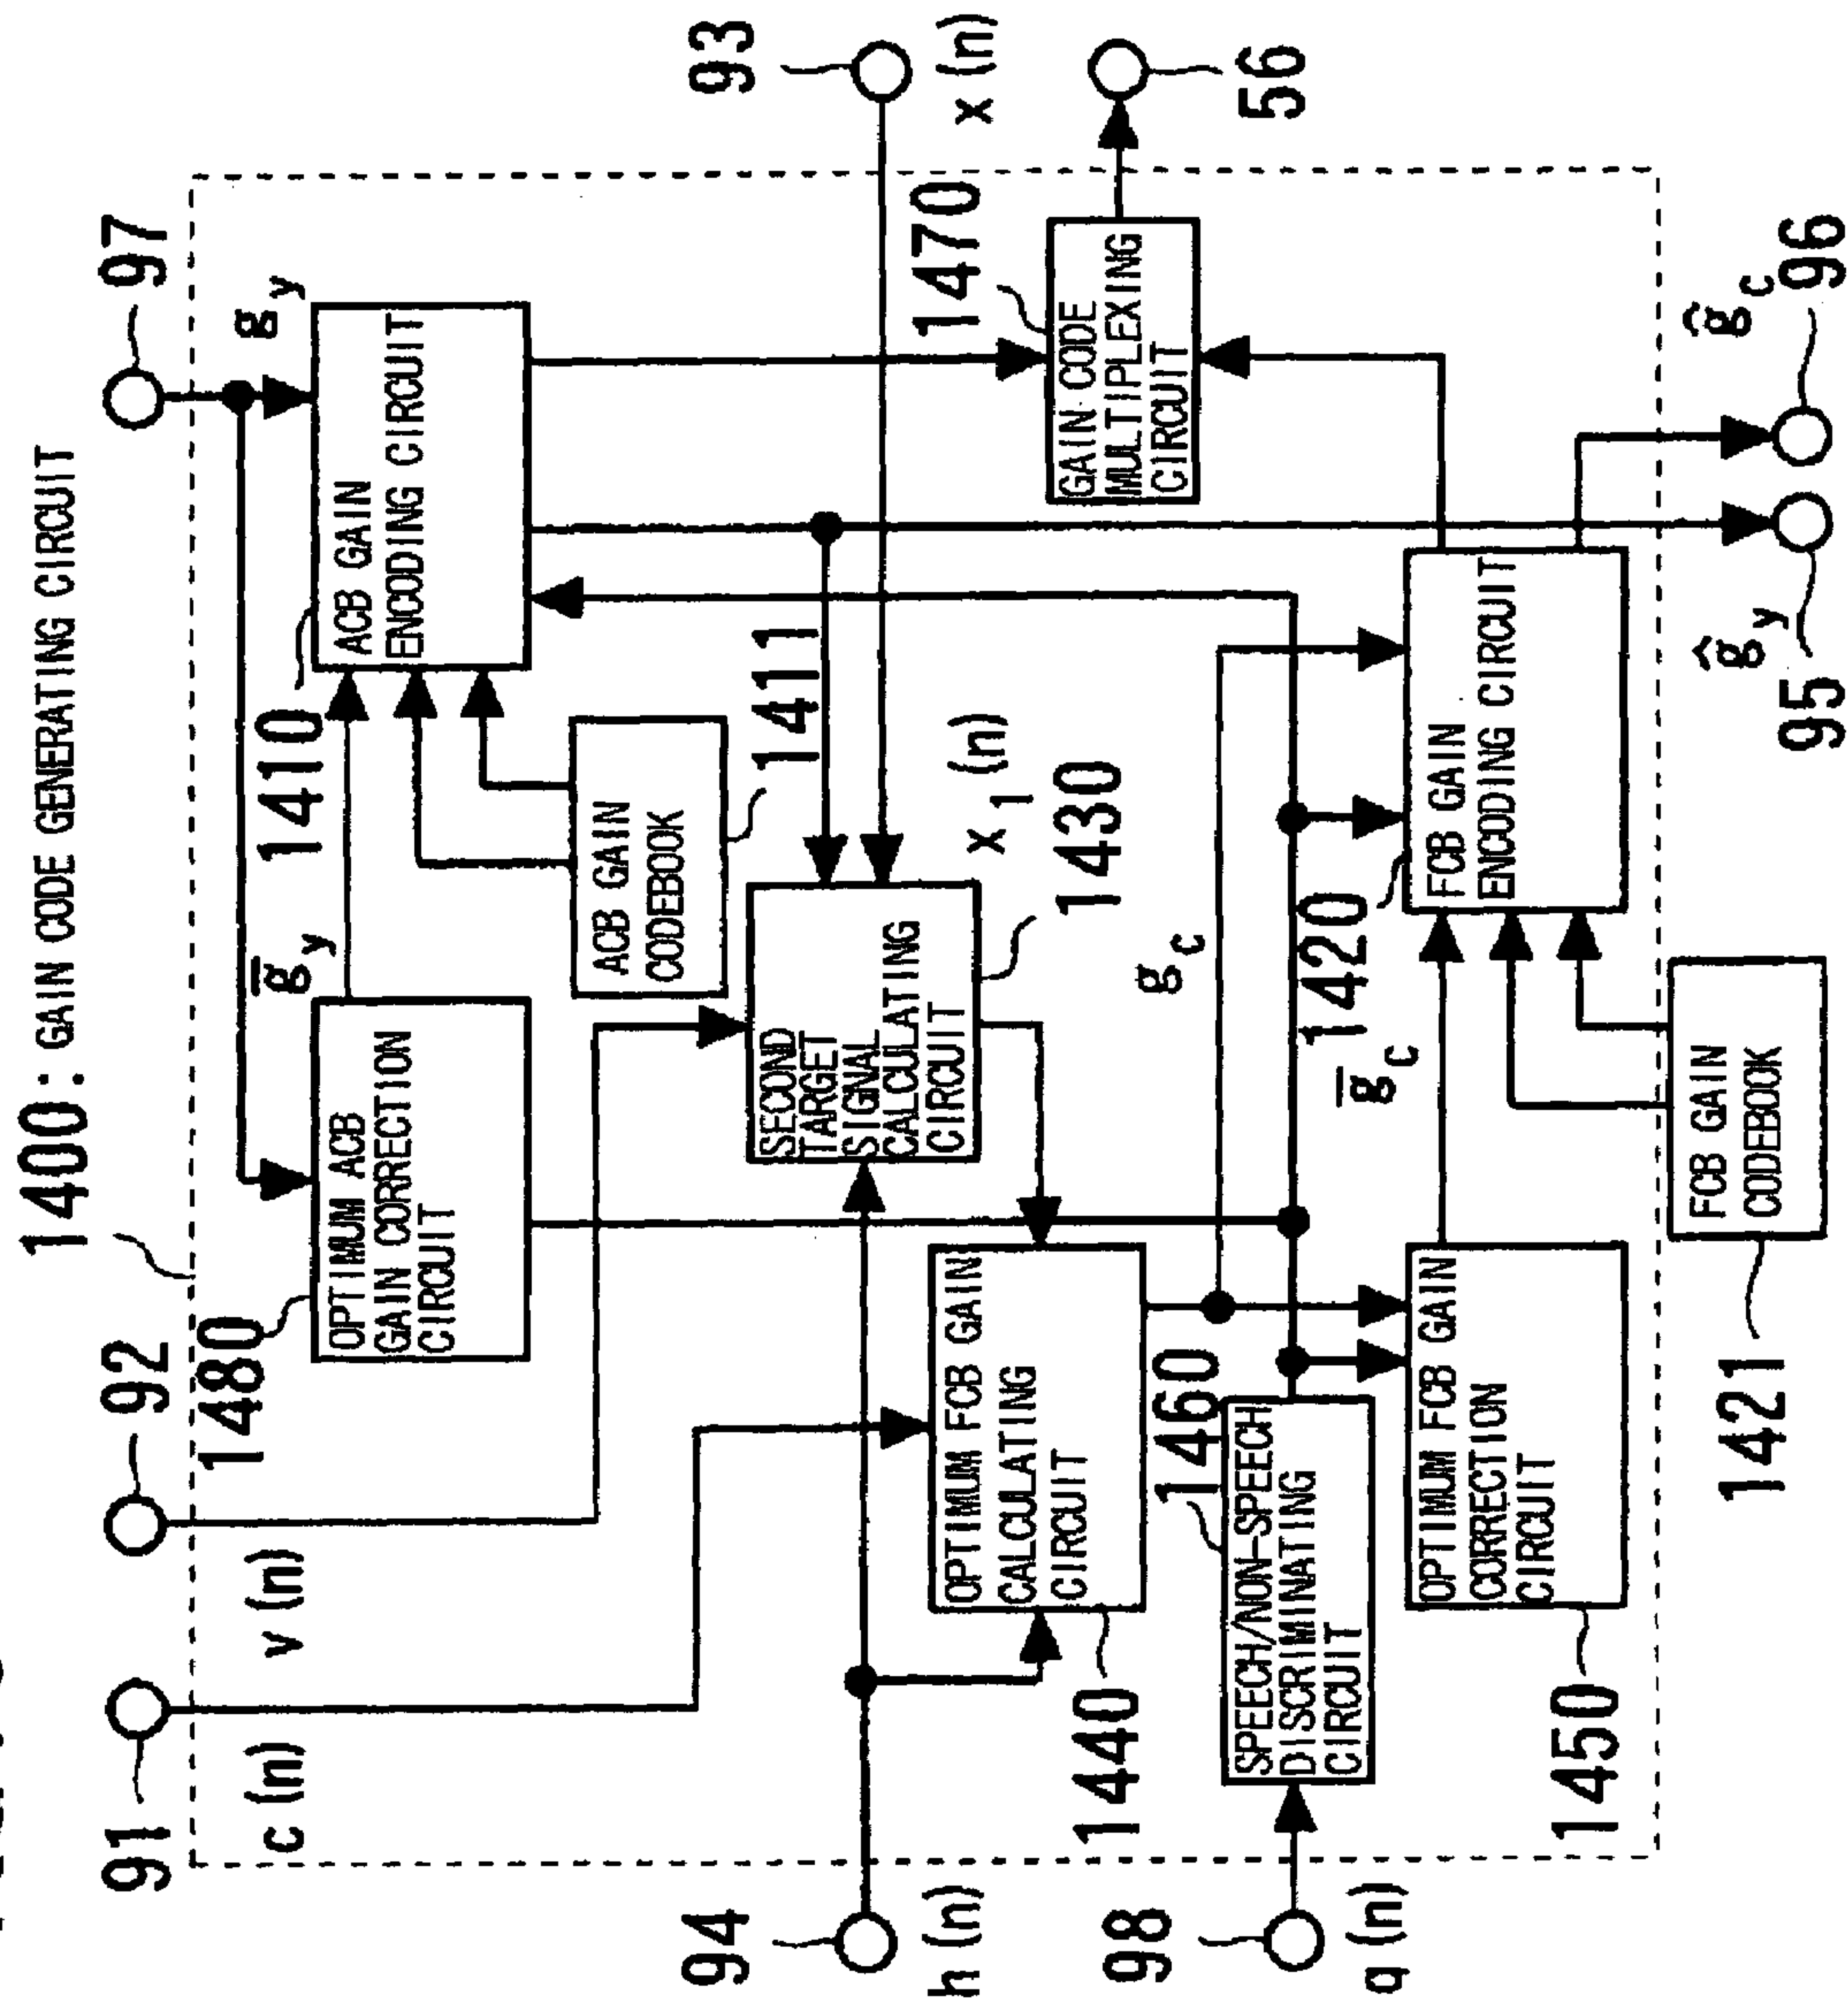 1400 : GAIN CODE GENERATING CIRCUIT
91
92
97
c (n)
v (n)
g y
1480
OPTIMUM ACB
GAIN CORRECTION
CIRCUIT
g̅ y
1410
ACB GAIN
ENCODING CIRCUIT
ACB GAIN
CODEBOOK
1411
93
x (n)
94
h (n)
SECOND
TARGET
SIGNAL
CALCULATING
CIRCUIT
x 1 (n)
1430
1470
GAIN CODE
MULTIPLEXING
CIRCUIT
56
OPTIMUM FCB GAIN
CALCULATING
CIRCUIT
1440
g c
98
q (n)
1460
SPEECH/NON-SPEECH
DISCRIMINATING
CIRCUIT
1420
FCB GAIN
ENCODING CIRCUIT
OPTIMUM FCB GAIN
CORRECTION
CIRCUIT
1450
g̅ c
FCB GAIN
CODEBOOK
1421
ĝ y
95
ĝ c
96